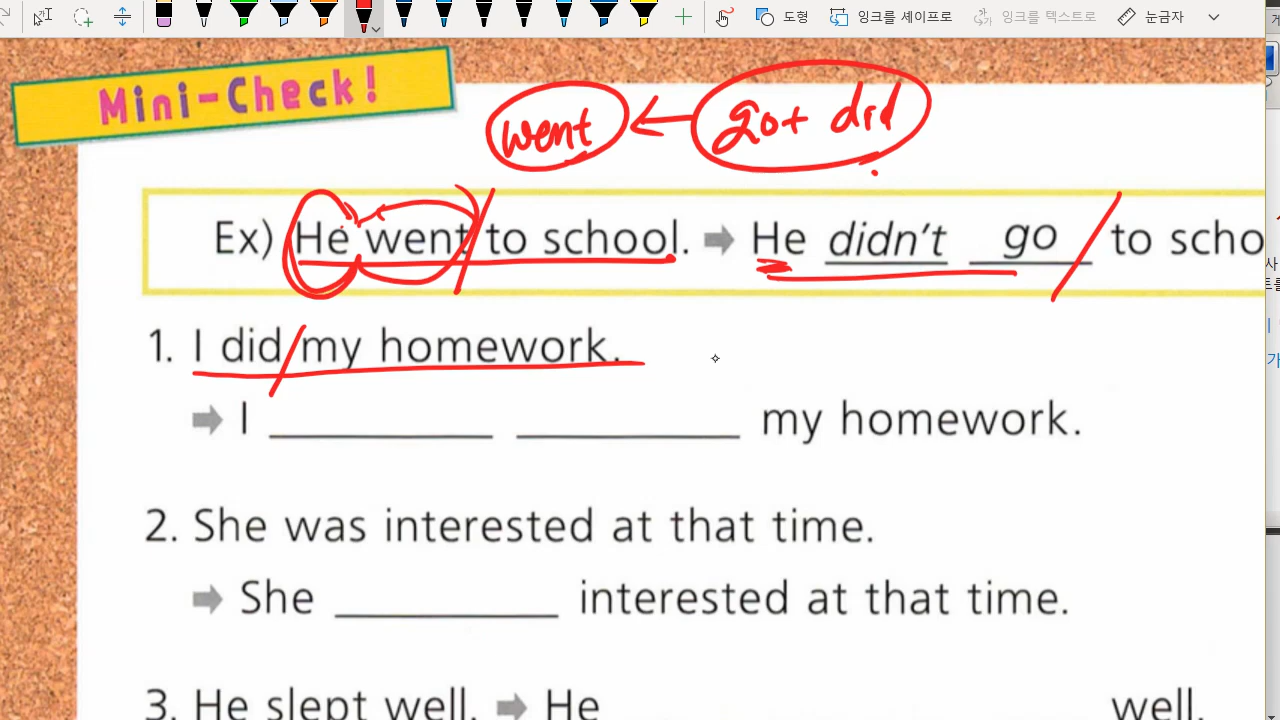 도형 잉크를 셰이프로 잉크를 텍스트로 눈금자
Mini-Check!
went ← go+ did
Ex) He went to school. ➡ He didn't go to scho
1. I did my homework.
➡ I ________ ________ my homework.
2. She was interested at that time.
➡ She ________ interested at that time.
3. He slept well. ➡ He well.